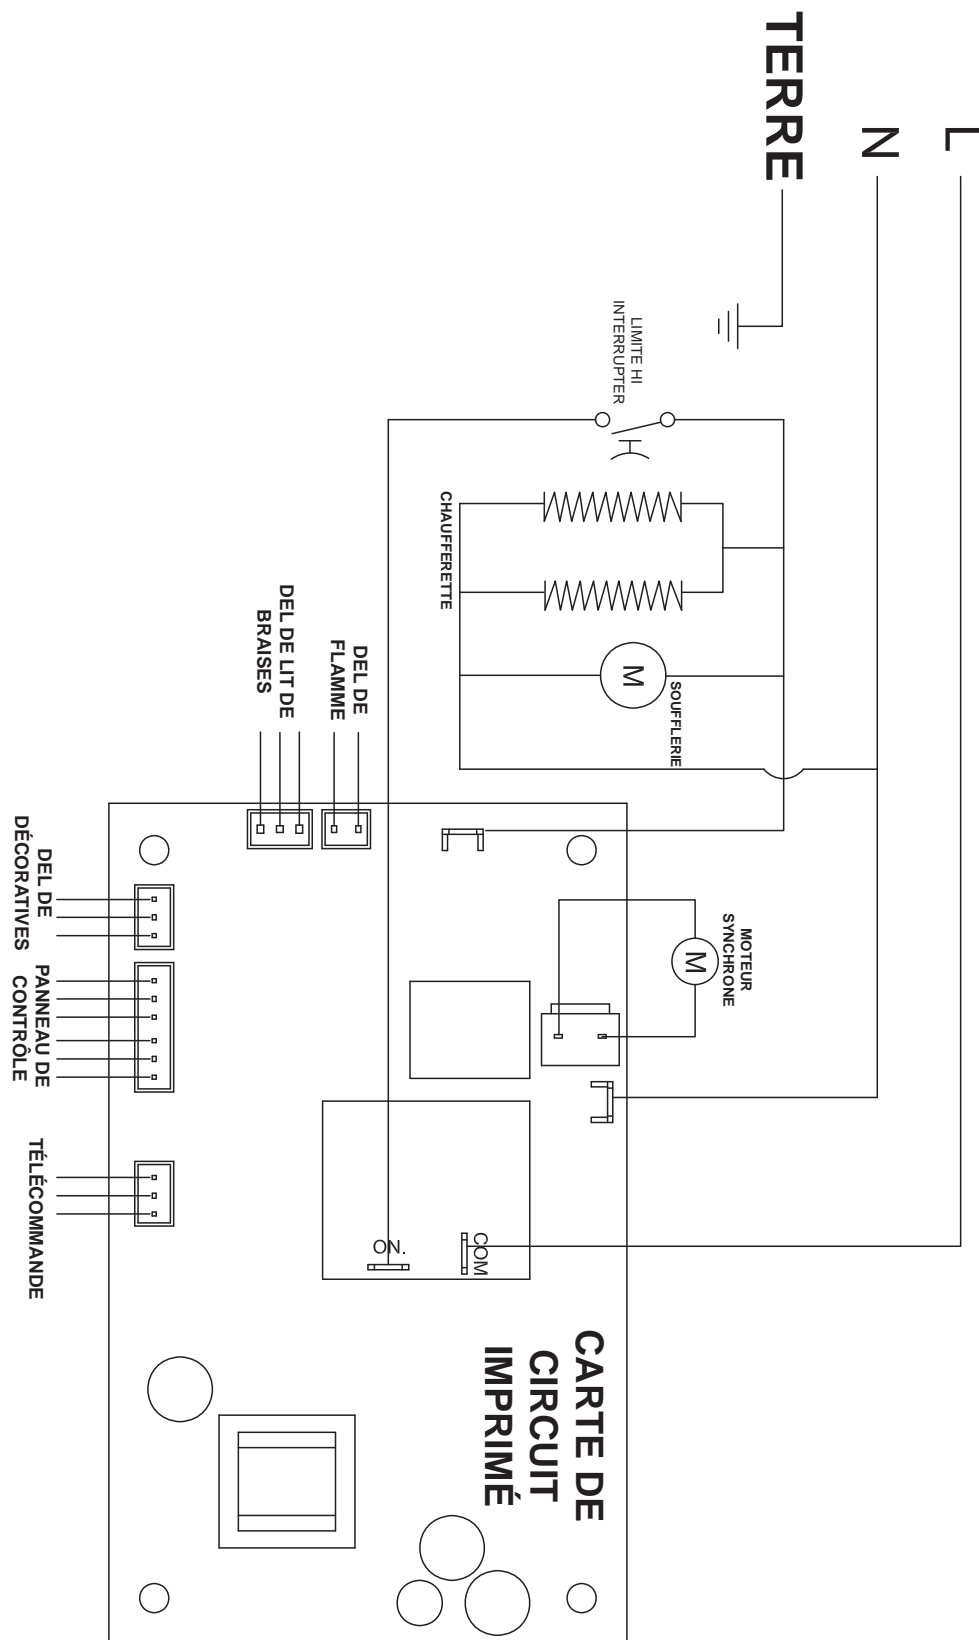 L
N
TERRE
LIMITE HI
INTERRUPTER
CHAUFFERETTE
M
SOUFFLERIE
DEL DE
FLAMME
DEL DE LIT DE
BRAISES
MOTEUR
SYNCHRONE
M
DEL DE
DÉCORATIVES
PANNEAU DE
CONTRÔLE
TÉLÉCOMMANDE
COM
ON.
CARTE DE
CIRCUIT
IMPRIMÉ